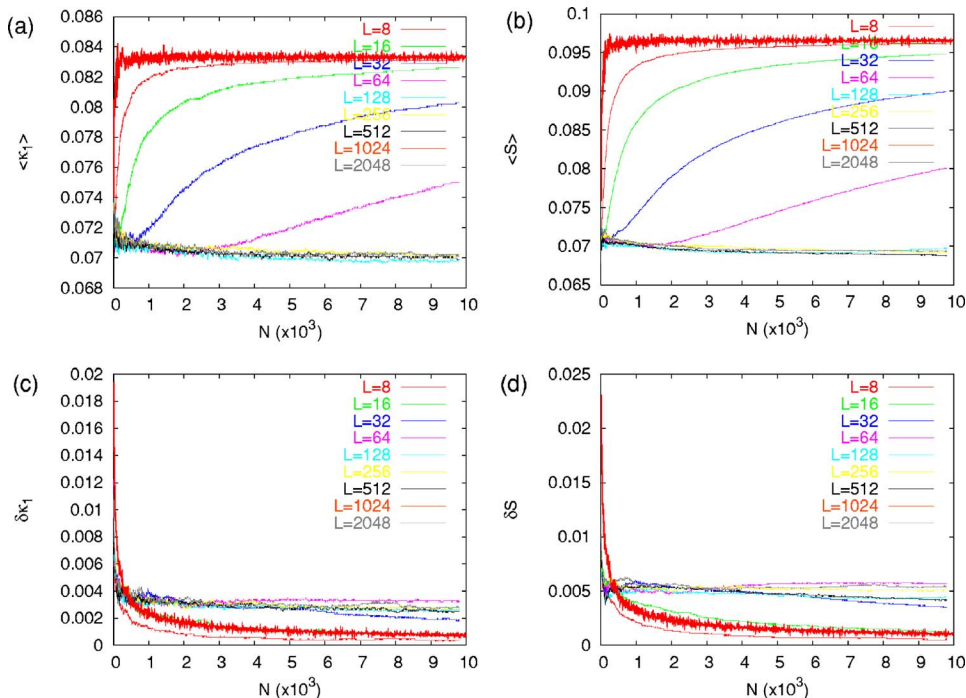 (a)
<κ₁>
0.086
0.084
0.082
0.08
0.078
0.076
0.074
0.072
0.07
0.068
0 1 2 3 4 5 6 7 8 9 10
N (x10³)
L=8
L=16
L=32
L=64
L=128
L=256
L=512
L=1024
L=2048
(b)
<S>
0.1
0.095
0.09
0.085
0.08
0.075
0.07
0.065
0 1 2 3 4 5 6 7 8 9 10
N (x10³)
L=8
L=16
L=32
L=64
L=128
L=256
L=512
L=1024
L=2048
(c)
δκ₁
0.02
0.018
0.016
0.014
0.012
0.01
0.008
0.006
0.004
0.002
0
0 1 2 3 4 5 6 7 8 9 10
N (x10³)
L=8
L=16
L=32
L=64
L=128
L=256
L=512
L=1024
L=2048
(d)
δS
0.025
0.02
0.015
0.01
0.005
0
0 1 2 3 4 5 6 7 8 9 10
N (x10³)
L=8
L=16
L=32
L=64
L=128
L=256
L=512
L=1024
L=2048